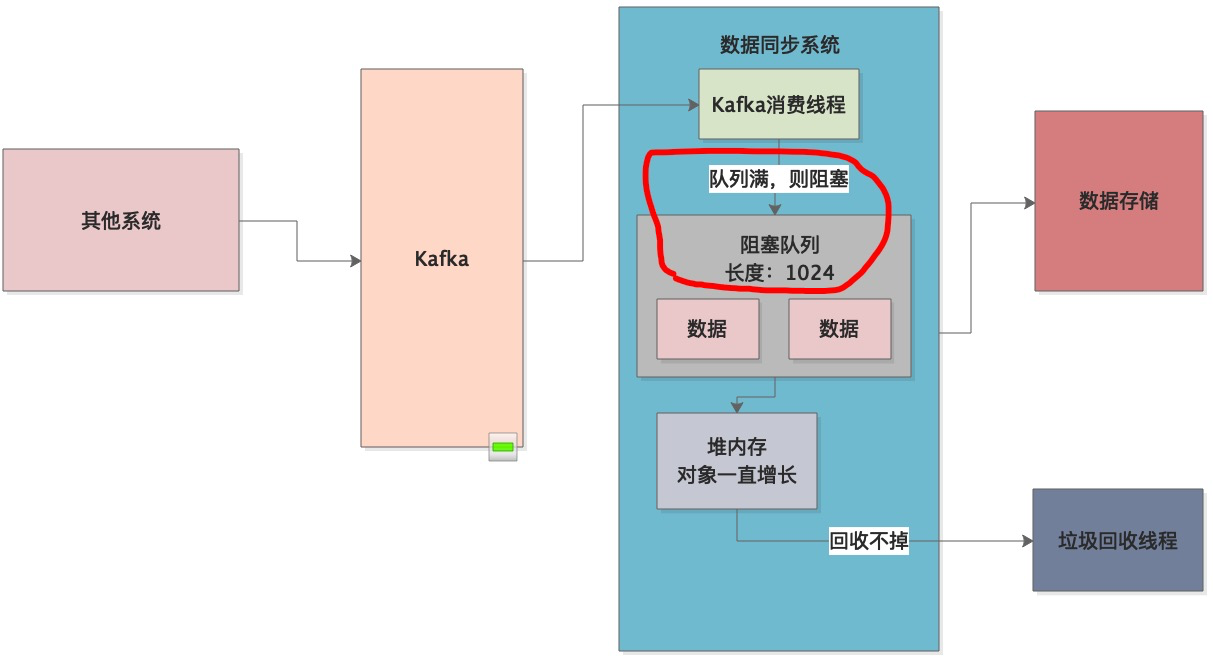 数据同步系统
Kafka消费线程
队列满，则阻塞
其他系统
Kafka
阻塞队列
长度：1024
数据
数据
数据存储
堆内存
对象一直增长
回收不掉
垃圾回收线程